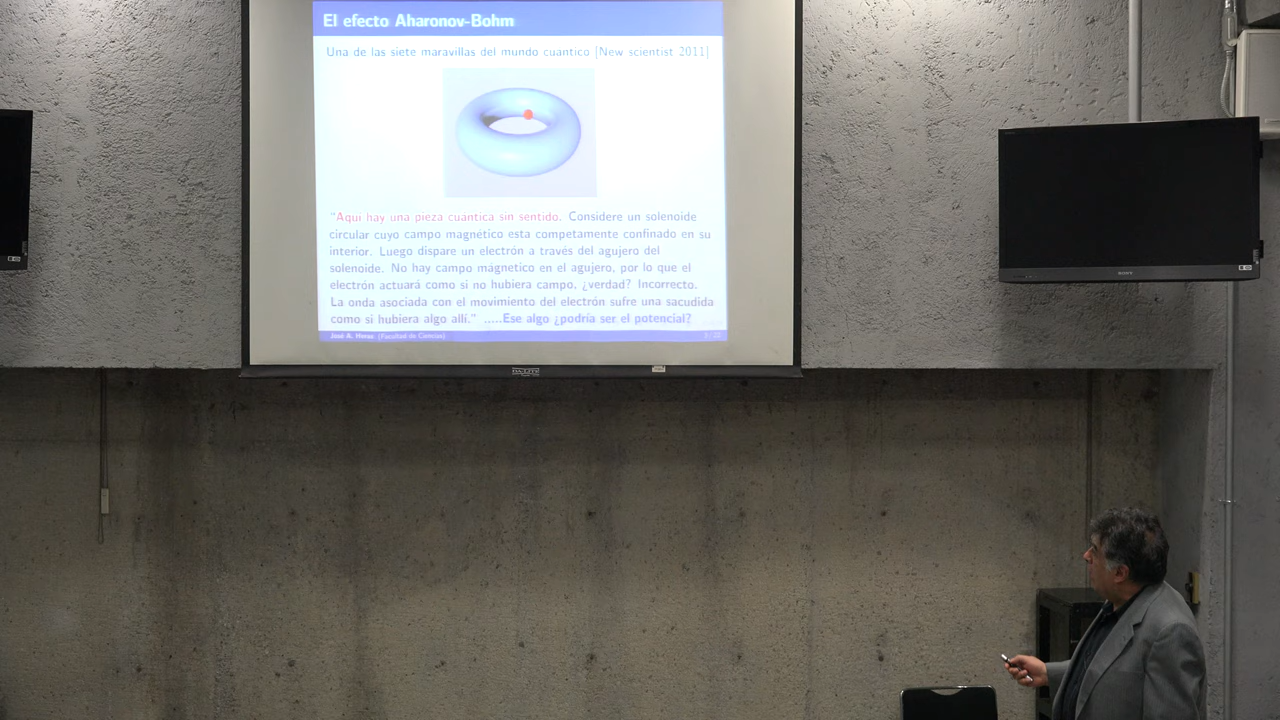 El efecto Aharonov-Bohm
Una de las siete maravillas del mundo cuantico [New scientist 2011]
"Aqui hay una pieza cuantica sin sentido. Considere un solenoide
circular cuyo campo magnético esta competamente confinado en su
interior. Luego dispare un electrón a través del agujero del
solenoide. No hay campo magnetico en el agujero, por lo que el
electrón actuará como si no hubiera campo, ¿verdad? Incorrecto.
La onda asociada con el movimiento del electrón sufre una sacudida
como si hubiera algo allí." .....Ese algo ¿podría ser el potencial?
José A. Heras (Facultad de Ciencias)
DA-LITE
SONY